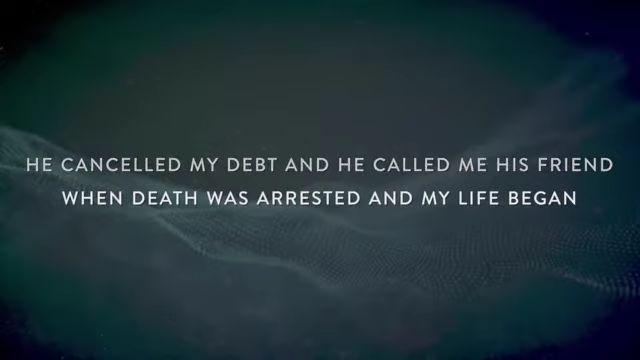 HE CANCELLED MY DEBT AND HE CALLED ME HIS FRIEND
WHEN DEATH WAS ARRESTED AND MY LIFE BEGAN